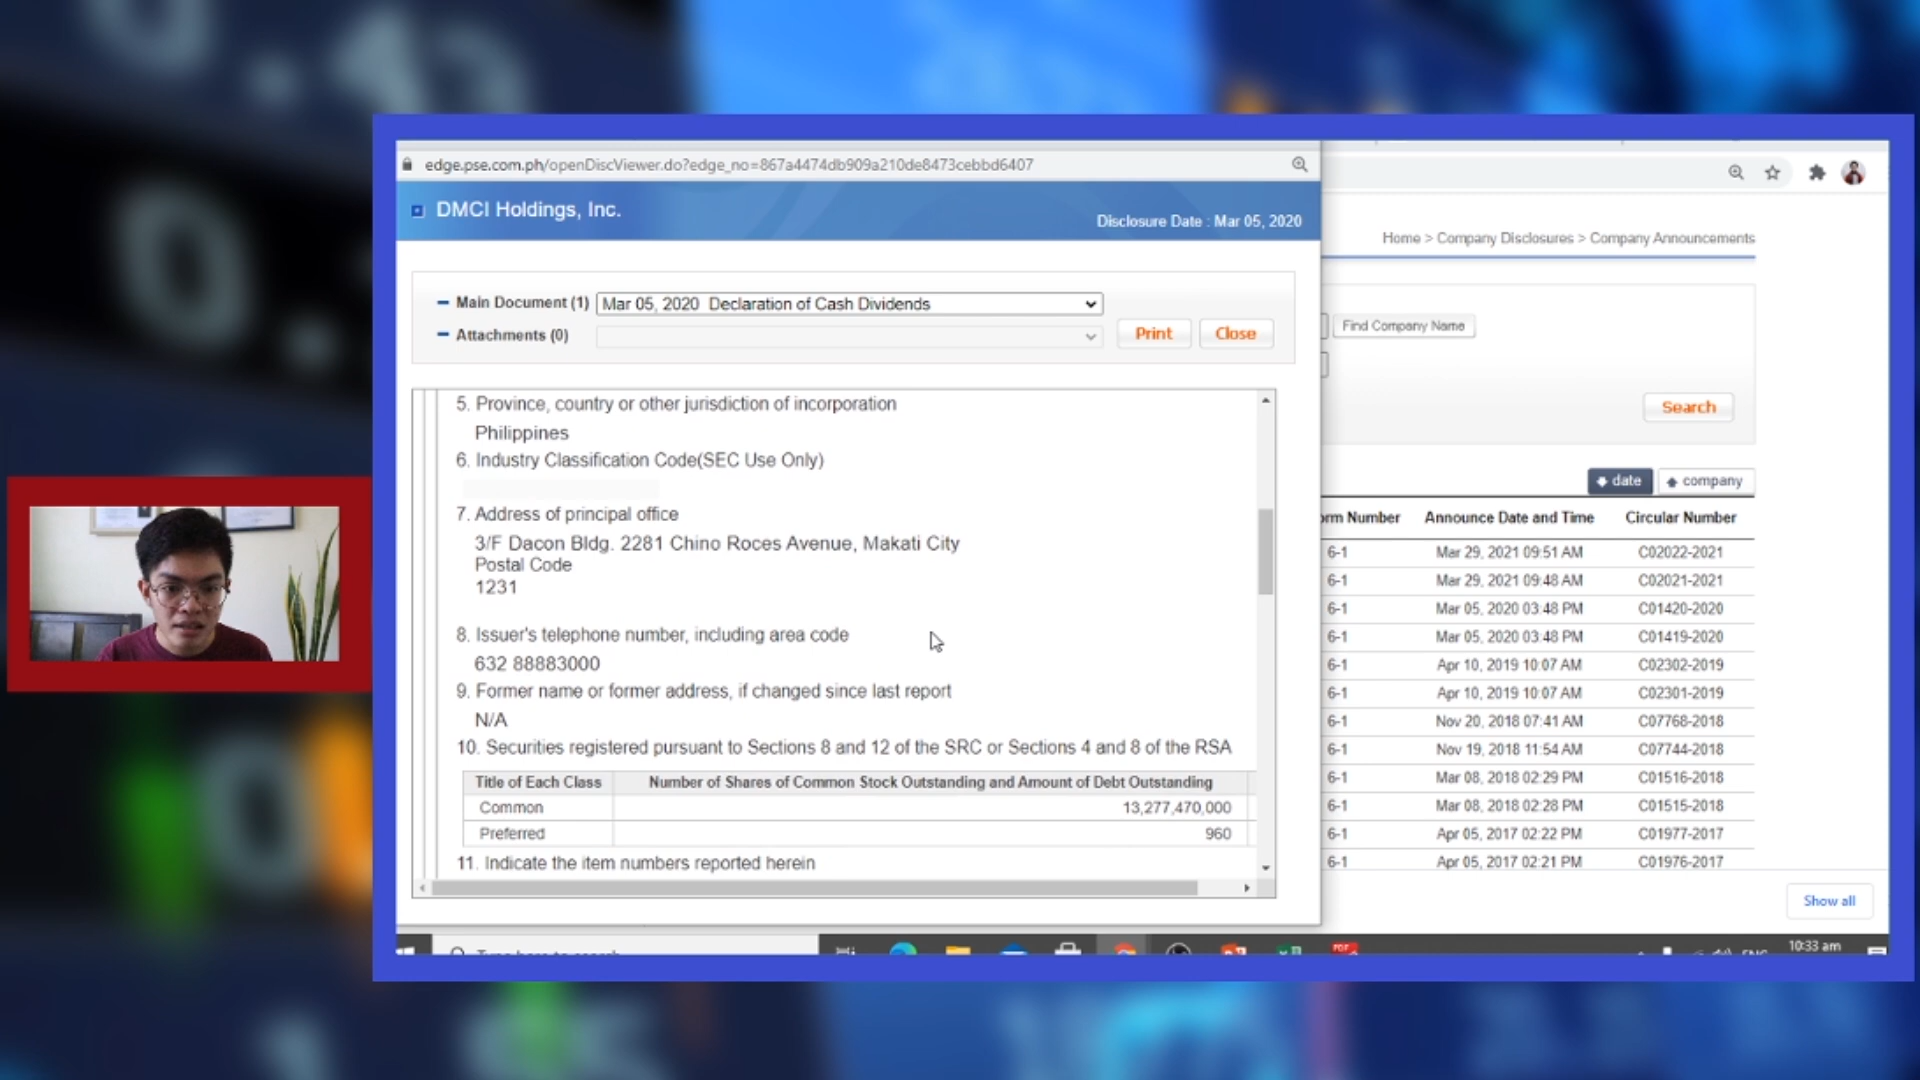 edge.pse.com.ph/openDiscViewer.do?edge_no=867a4474db909a210de8473cebbd6407
DMCI Holdings, Inc.
Disclosure Date : Mar 05, 2020
Main Document (1)
Mar 05, 2020 Declaration of Cash Dividends
Attachments (0)
Print
Close
5. Province, country or other jurisdiction of incorporation
Philippines
6. Industry Classification Code(SEC Use Only)
7. Address of principal office
3/F Dacon Bldg. 2281 Chino Roces Avenue, Makati City
Postal Code
1231
8. Issuer's telephone number, including area code
632 88883000
9. Former name or former address, if changed since last report
N/A
10. Securities registered pursuant to Sections 8 and 12 of the SRC or Sections 4 and 8 of the RSA
Title of Each Class Number of Shares of Common Stock Outstanding and Amount of Debt Outstanding
Common 13,277,470,000
Preferred 960
11. Indicate the item numbers reported herein
Home > Company Disclosures > Company Announcements
Find Company Name
Search
date
company
Number Announce Date and Time Circular Number
6-1 Mar 29, 2021 09:51 AM C02022-2021
6-1 Mar 29, 2021 09:48 AM C02021-2021
6-1 Mar 05, 2020 03:48 PM C01420-2020
6-1 Mar 05, 2020 03:48 PM C01419-2020
6-1 Apr 10, 2019 10:07 AM C02302-2019
6-1 Apr 10, 2019 10:07 AM C02301-2019
6-1 Nov 20, 2018 07:41 AM C07768-2018
6-1 Nov 19, 2018 11:54 AM C07744-2018
6-1 Mar 08, 2018 02:29 PM C01516-2018
6-1 Mar 08, 2018 02:28 PM C01515-2018
6-1 Apr 05, 2017 02:22 PM C01977-2017
6-1 Apr 05, 2017 02:21 PM C01976-2017
Show all
10:33 am